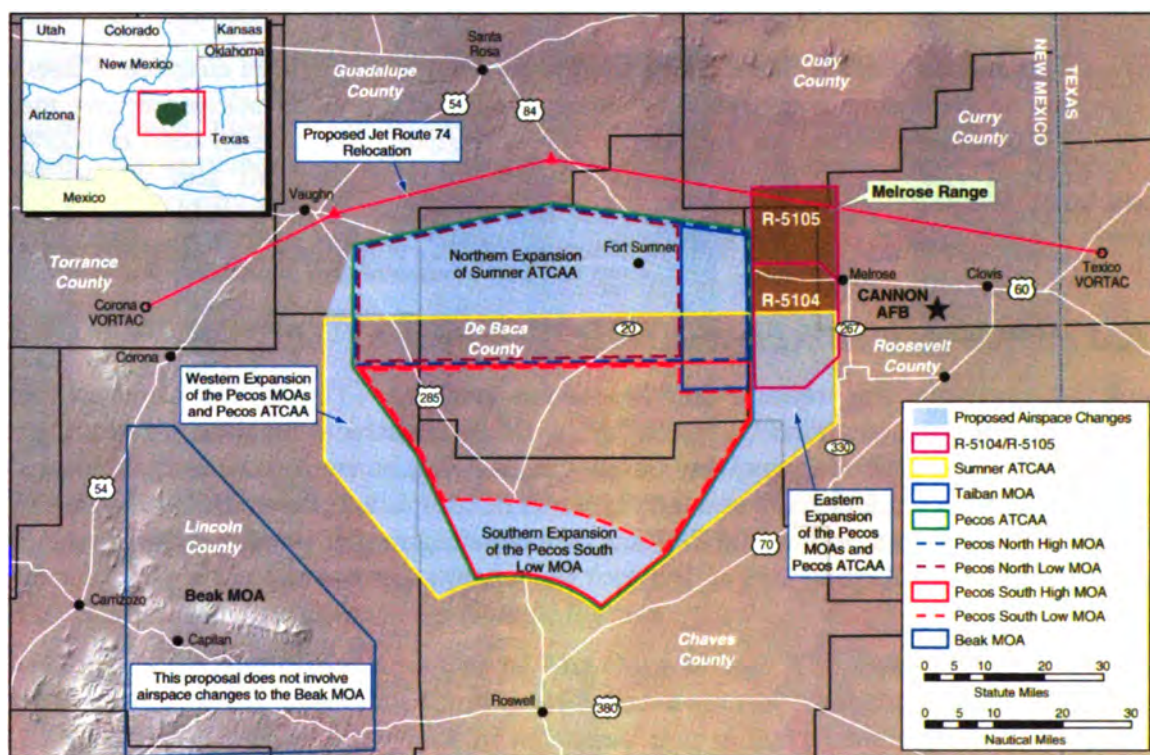 Utah
Colorado
Kansas
Oklahoma
New Mexico
Arizona
Texas
Mexico
Santa
Rosa
Guadalupe
County
54
84
Quay
County
Curry
County
NEW MEXICO
TEXAS
Proposed Jet Route 74
Relocation
Vaughn
Melrose Range
R-5105
Torrance
County
Corona
VORTAC
Northern Expansion
of Sumner ATCAA
Fort Sumner
Melrose
Clovis
60
Texico
VORTAC
CANNON
AFB
R-5104
De Baca
County
20
267
Roosevelt
County
Corona
Western Expansion
of the Pecos MOAs
and Pecos ATCAA
285
330
54
Lincoln
County
Southern Expansion
of the Pecos South
Low MOA
Eastern
Expansion
of the Pecos
MOAs and
Pecos ATCAA
70
Carrizozo
Beak MOA
Capitan
This proposal does not involve
airspace changes to the Beak MOA
Chaves
County
Roswell
380
Proposed Airspace Changes
R-5104/R-5105
Sumner ATCAA
Taiban MOA
Pecos ATCAA
Pecos North High MOA
Pecos North Low MOA
Pecos South High MOA
Pecos South Low MOA
Beak MOA
0 5 10 20 30
Statute Miles
0 5 10 20 30
Nautical Miles